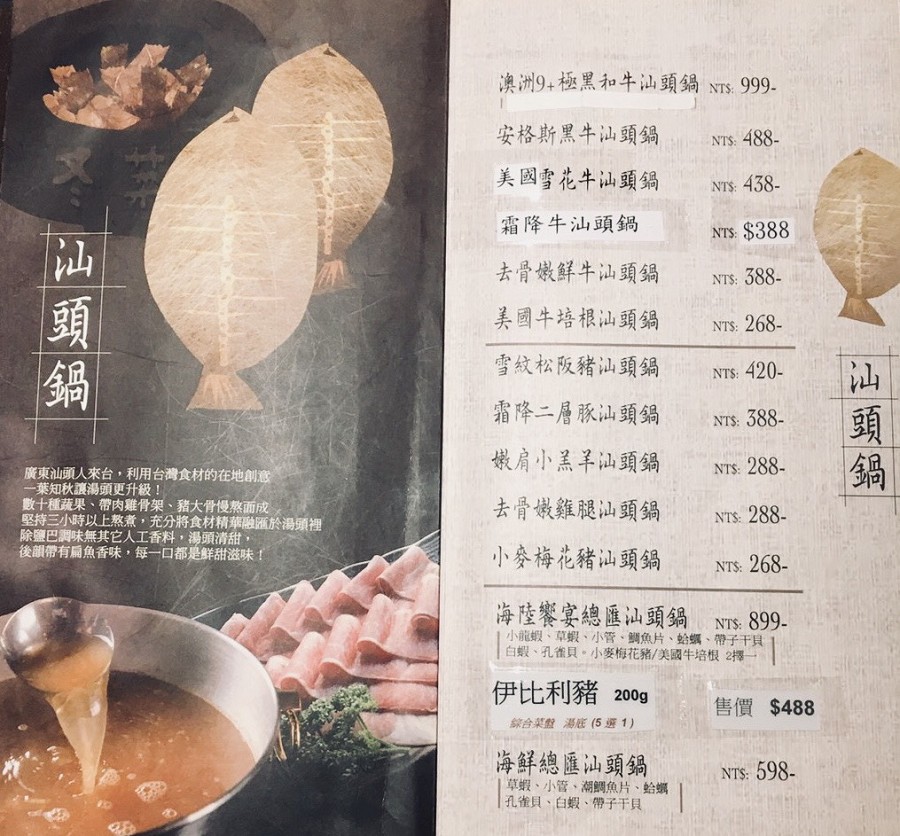 冬 葉
汕頭鍋
廣東汕頭人來台，利用台灣食材的在地創意
一葉知秋讓湯頭更升級！
數十種蔬果、帶肉雞骨架、豬大骨慢熬而成
堅持三小時以上熬煮，充分將食材精華融匯於湯頭裡
除鹽巴調味無其它人工香料，湯頭清甜，
後韻帶有扁魚香味，每一口都是鮮甜滋味！
澳洲9+極黑和牛汕頭鍋 NT$: 999-
安格斯黑牛汕頭鍋 NT$: 488-
美國雪花牛汕頭鍋 NT$: 438-
霜降牛汕頭鍋 NT$: $388
去骨嫩鮮牛汕頭鍋 NT$: 388-
美國牛培根汕頭鍋 NT$: 268-
雪紋松阪豬汕頭鍋 NT$: 420-
霜降二層豚汕頭鍋 NT$: 388-
嫩肩小羔羊汕頭鍋 NT$: 288-
去骨嫩雞腿汕頭鍋 NT$: 288-
小麥梅花豬汕頭鍋 NT$: 268-
海陸饗宴總匯汕頭鍋 NT$: 899-
小龍蝦、草蝦、小管、鯛魚片、蛤蠣、帶子干貝
白蝦、孔雀貝。小麥梅花豬/美國牛培根 2擇一
伊比利豬 200g 售價 $488
綜合菜盤 湯底 (5選1)
海鮮總匯汕頭鍋 NT$: 598-
草蝦、小管、潮鯛魚片、蛤蠣
孔雀貝、白蝦、帶子干貝
汕頭鍋